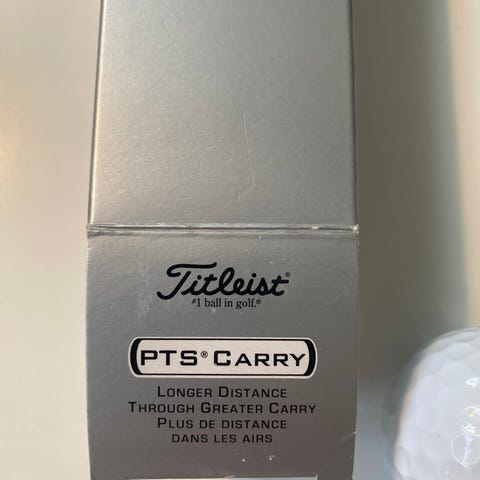 Titleist®
#1 ball in golf.®
PTS® CARRY
LONGER DISTANCE
THROUGH GREATER CARRY
PLUS DE DISTANCE
DANS LES AIRS